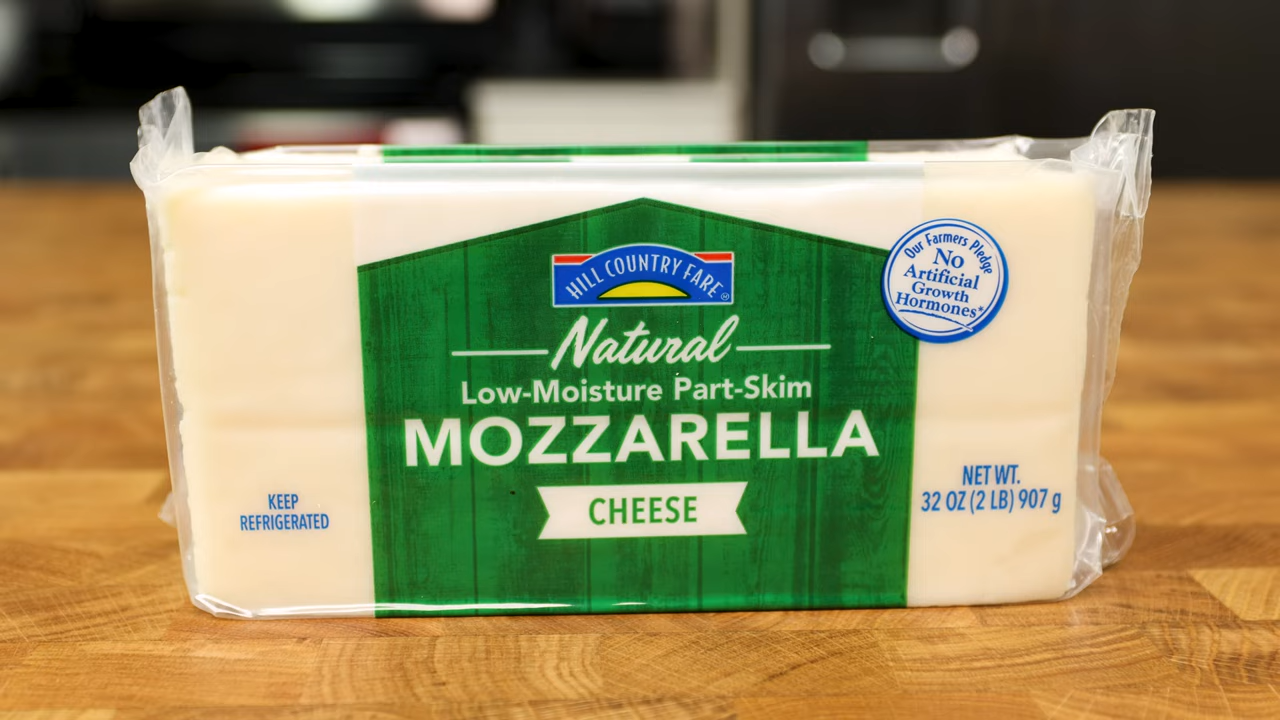 HILL COUNTRY FARE®
Natural
Low-Moisture Part-Skim
MOZZARELLA
CHEESE
Our Farmers Pledge
No
Artificial
Growth
Hormones*
KEEP
REFRIGERATED
NET WT.
32 OZ (2 LB) 907 g